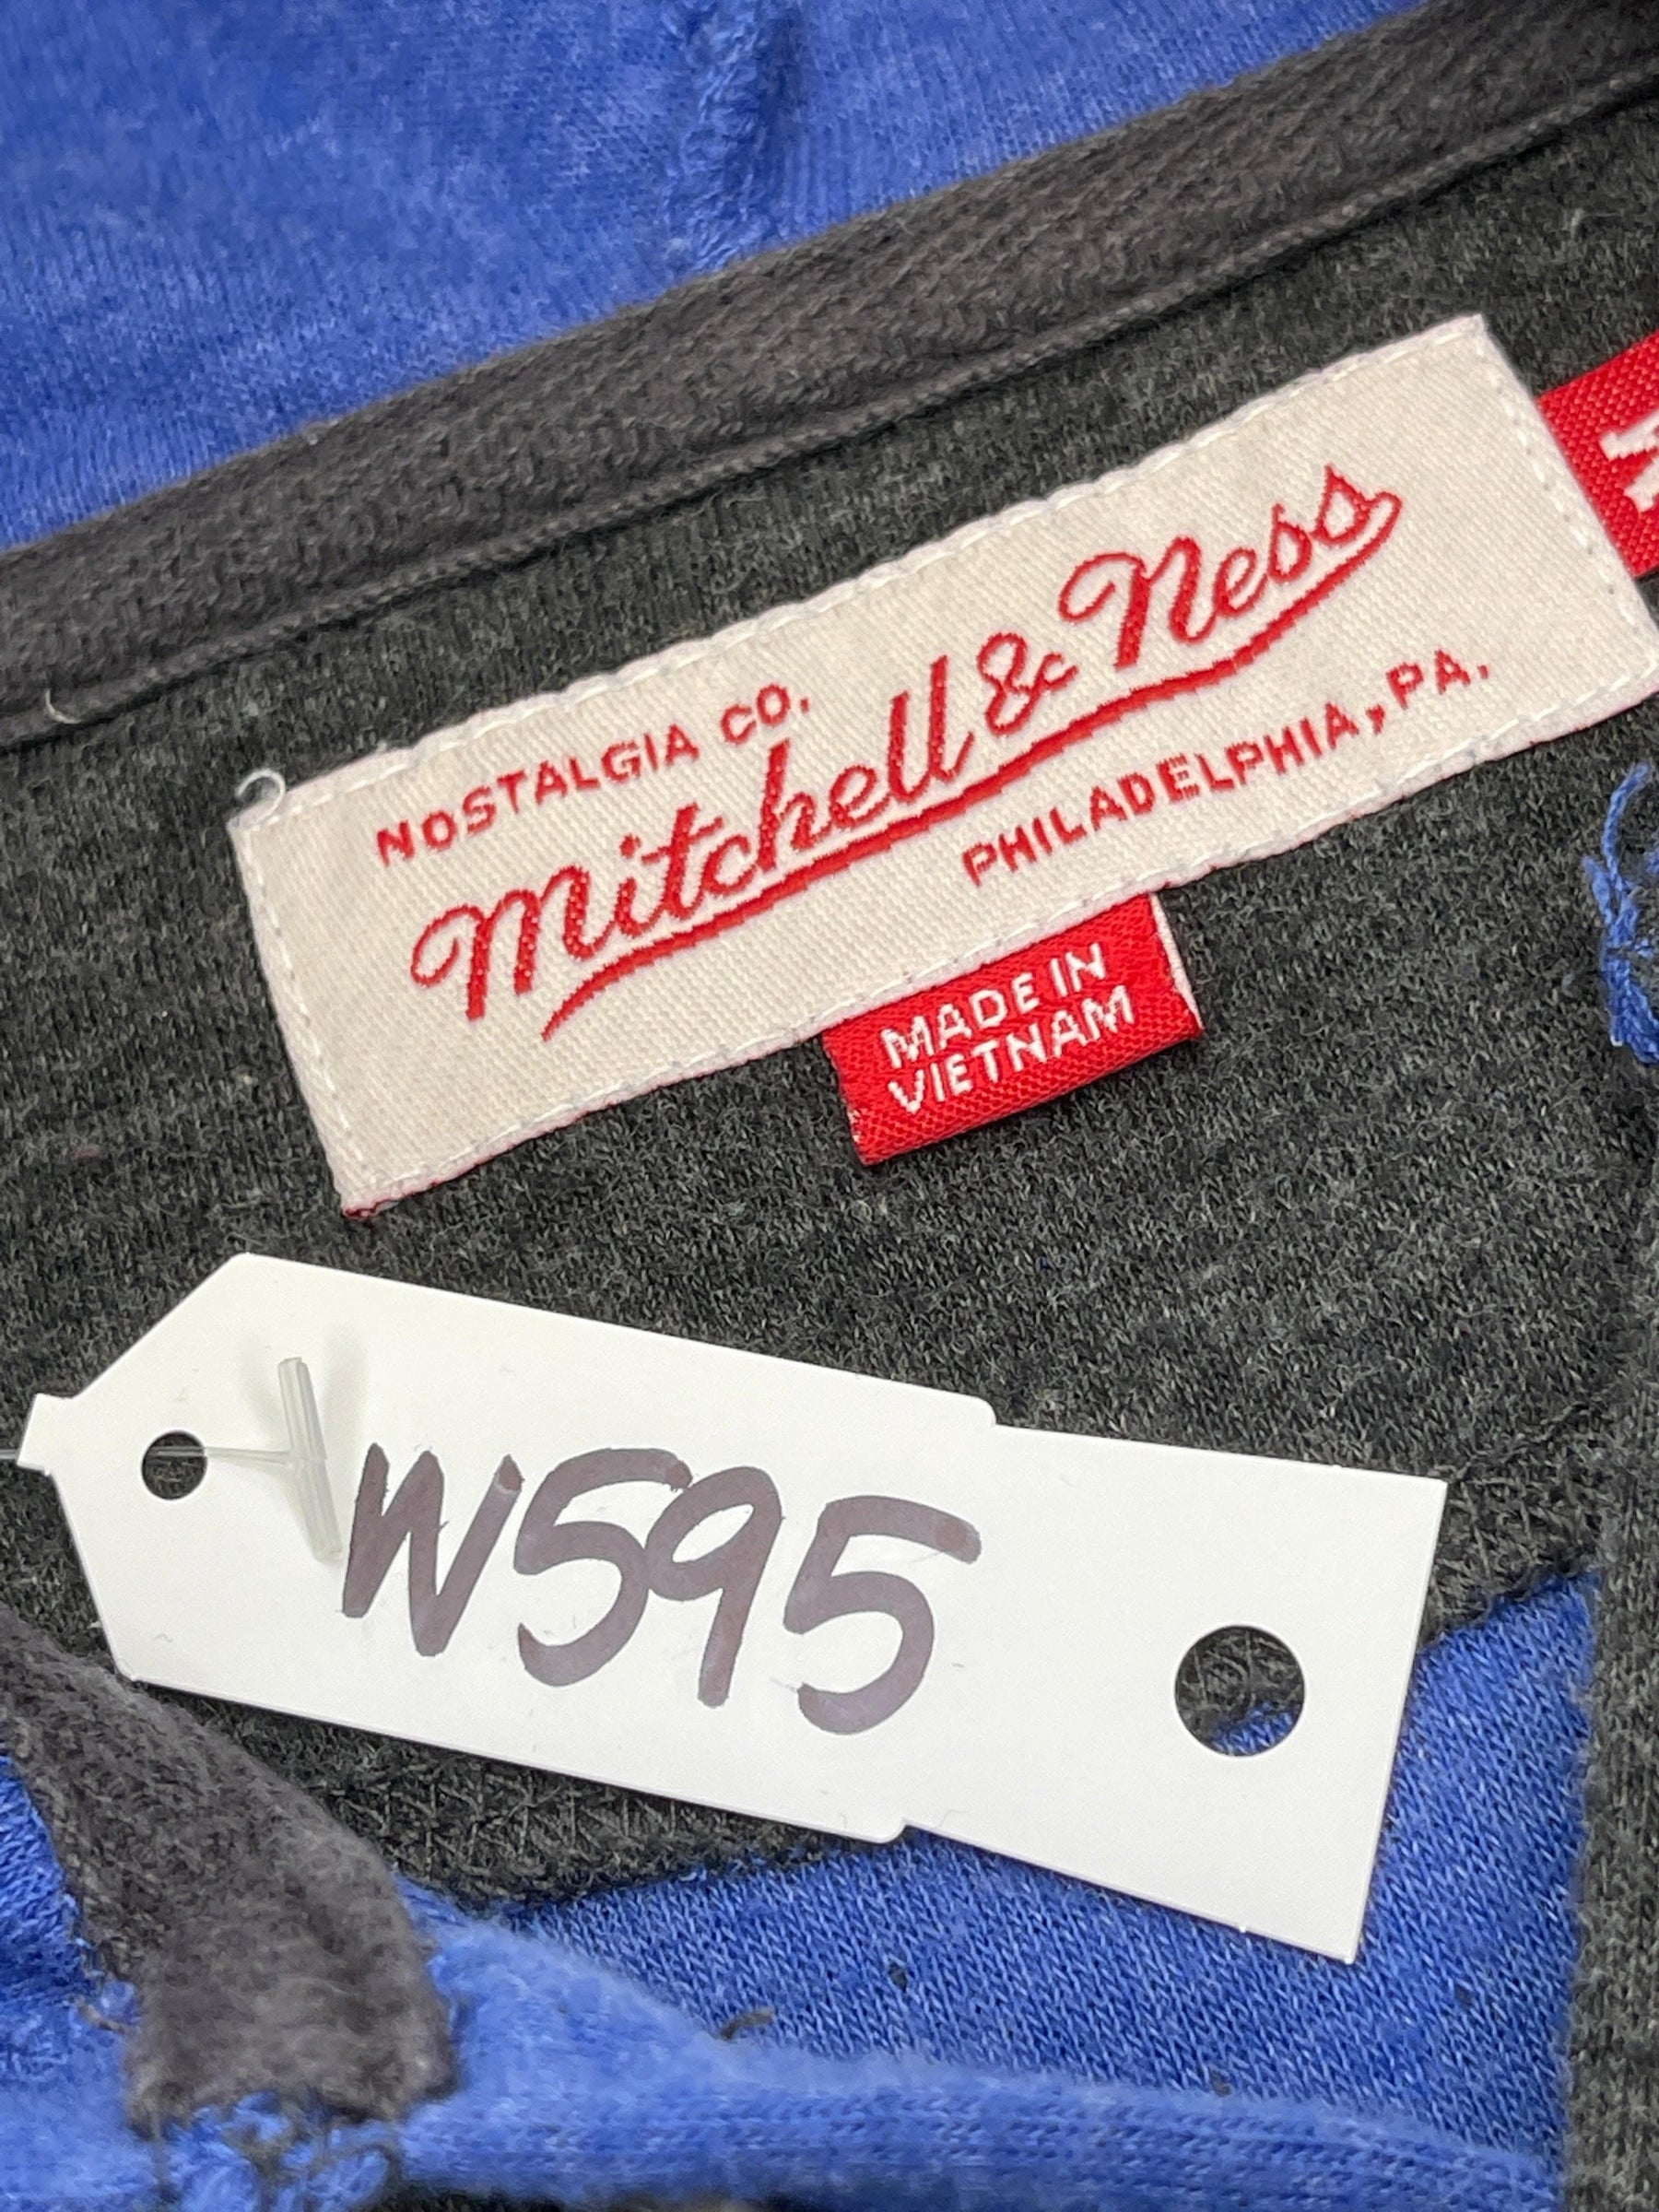 NOSTALGIA CO.
Mitchell & Ness
PHILADELPHIA, PA.
MADE IN
VIETNAM
W595